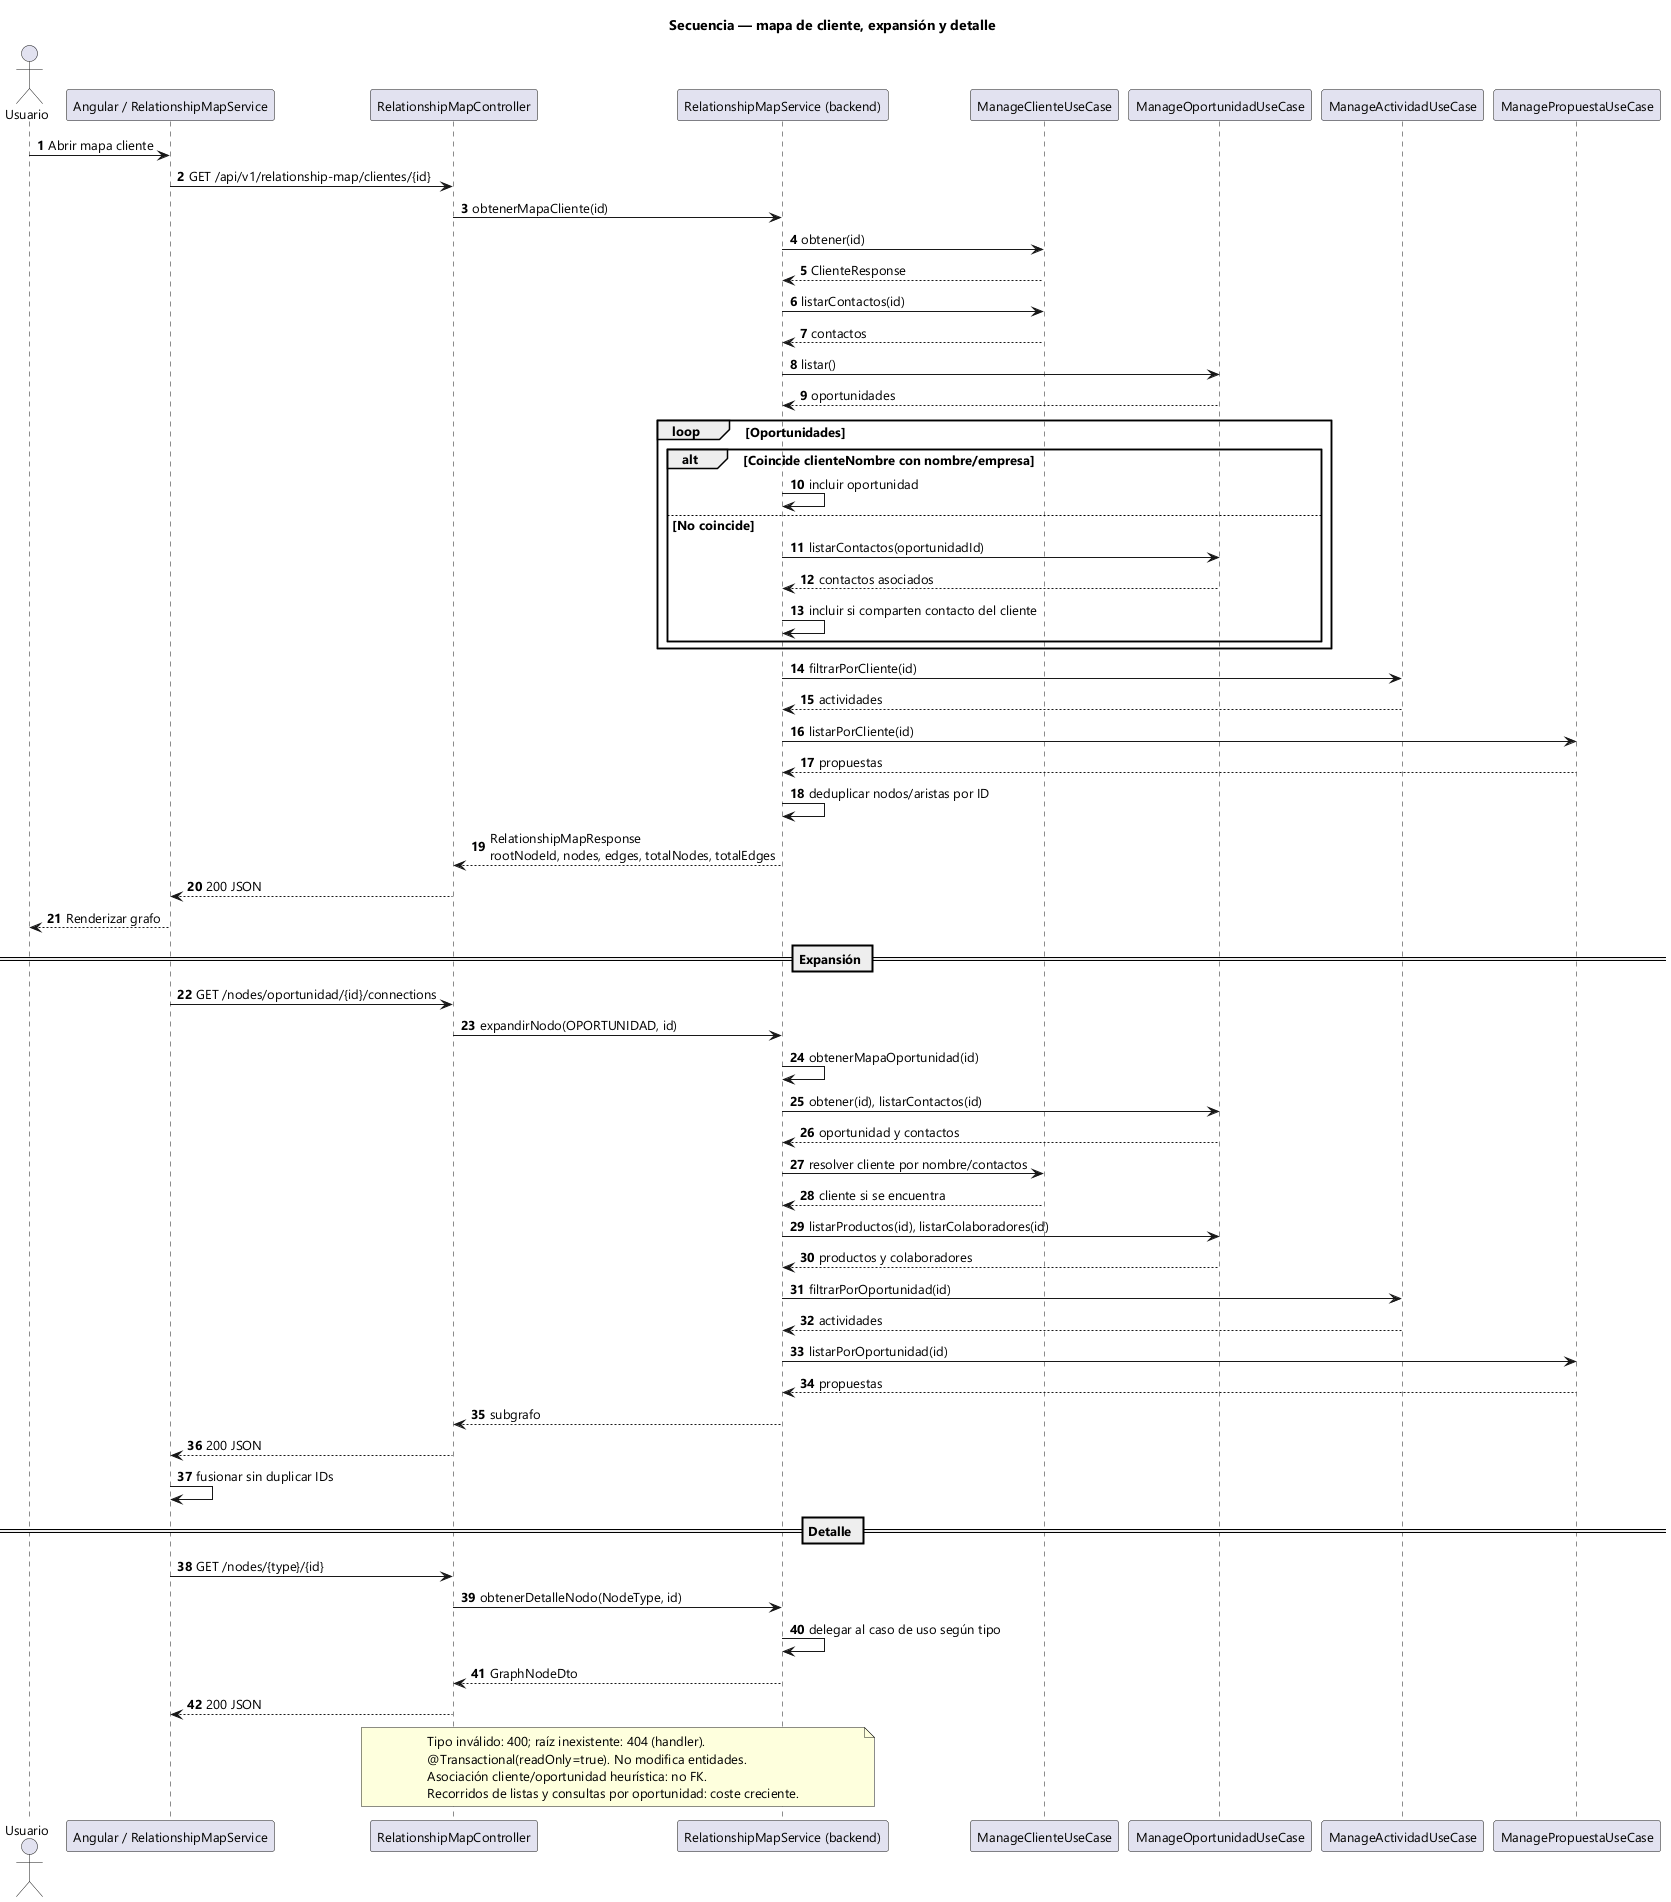 Secuencia — mapa de cliente, expansión y detalle
Usuario
Angular / RelationshipMapService
RelationshipMapController
RelationshipMapService (backend)
ManageClienteUseCase
ManageOportunidadUseCase
ManageActividadUseCase
ManagePropuestaUseCase
1 Abrir mapa cliente
2 GET /api/v1/relationship-map/clientes/{id}
3 obtenerMapaCliente(id)
4 obtener(id)
5 ClienteResponse
6 listarContactos(id)
7 contactos
8 listar()
9 oportunidades
loop [Oportunidades]
alt [Coincide clienteNombre con nombre/empresa]
10 incluir oportunidad
[No coincide]
11 listarContactos(oportunidadId)
12 contactos asociados
13 incluir si comparten contacto del cliente
14 filtrarPorCliente(id)
15 actividades
16 listarPorCliente(id)
17 propuestas
18 deduplicar nodos/aristas por ID
19 RelationshipMapResponse
rootNodeId, nodes, edges, totalNodes, totalEdges
20 200 JSON
21 Renderizar grafo
Expansión
22 GET /nodes/oportunidad/{id}/connections
23 expandirNodo(OPORTUNIDAD, id)
24 obtenerMapaOportunidad(id)
25 obtener(id), listarContactos(id)
26 oportunidad y contactos
27 resolver cliente por nombre/contactos
28 cliente si se encuentra
29 listarProductos(id), listarColaboradores(id)
30 productos y colaboradores
31 filtrarPorOportunidad(id)
32 actividades
33 listarPorOportunidad(id)
34 propuestas
35 subgrafo
36 200 JSON
37 fusionar sin duplicar IDs
Detalle
38 GET /nodes/{type}/{id}
39 obtenerDetalleNodo(NodeType, id)
40 delegar al caso de uso según tipo
41 GraphNodeDto
42 200 JSON
Tipo inválido: 400; raíz inexistente: 404 (handler).
@Transactional(readOnly=true). No modifica entidades.
Asociación cliente/oportunidad heurística: no FK.
Recorridos de listas y consultas por oportunidad: coste creciente.
Usuario
Angular / RelationshipMapService
RelationshipMapController
RelationshipMapService (backend)
ManageClienteUseCase
ManageOportunidadUseCase
ManageActividadUseCase
ManagePropuestaUseCase